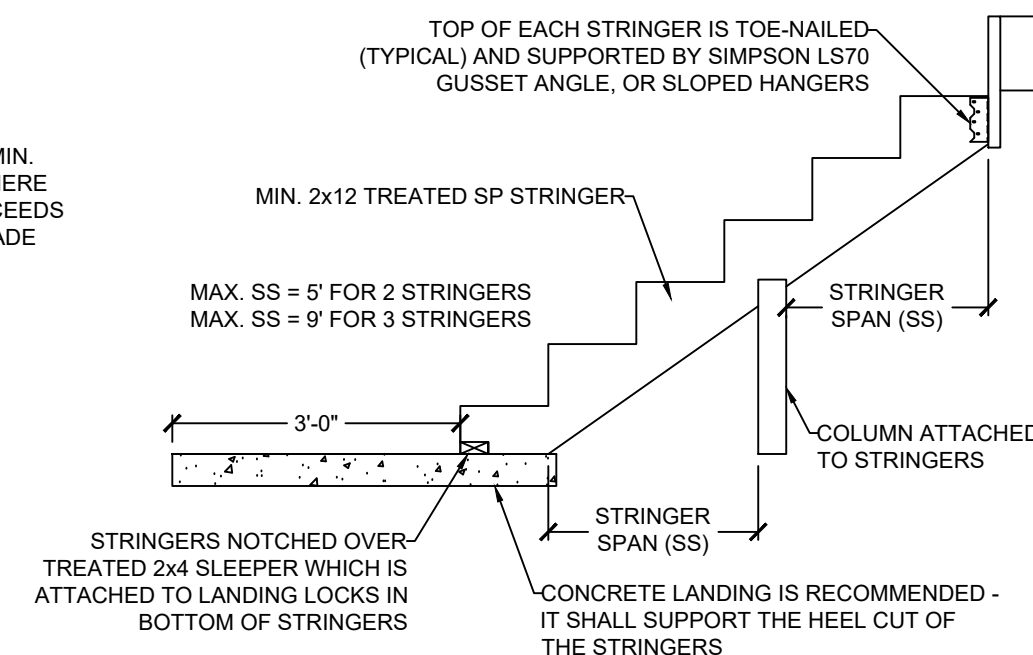 TOP OF EACH STRINGER IS TOE-NAILED
(TYPICAL) AND SUPPORTED BY SIMPSON LS70
GUSSET ANGLE, OR SLOPED HANGERS
MIN.
CEEDS
MIN. 2x12 TREATED SP STRINGER
MAX. SS = 5' FOR 2 STRINGERS
MAX. SS = 9' FOR 3 STRINGERS
STRINGER
SPAN (SS)
3'-0"
COLUMN ATTACHED
TO STRINGERS
STRINGER
SPAN (SS)
STRINGERS NOTCHED OVER
TREATED 2x4 SLEEPER WHICH IS
ATTACHED TO LANDING LOCKS IN
BOTTOM OF STRINGERS
CONCRETE LANDING IS RECOMMENDED -
IT SHALL SUPPORT THE HEEL CUT OF
THE STRINGERS